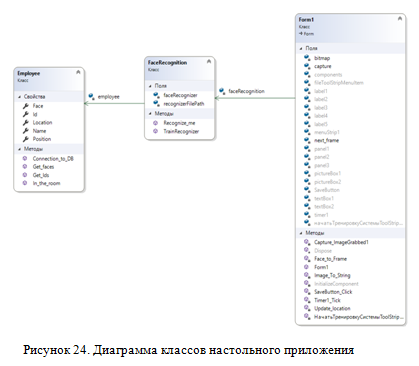 Employee
Класс
Свойства
Face
Id
Location
Name
Position
Методы
Connection_to_DB
Get_faces
Get_Ids
In_the_room
employee
FaceRecognition
Класс
Поля
faceRecognizer
recognizerFilePath
Методы
Recognize_me
TrainRecognizer
faceRecognition
Form1
Класс
Form
Поля
bitmap
capture
components
fileToolStripMenuItem
label1
label2
label3
label4
label5
menuStrip1
next_frame
panel1
panel2
panel3
pictureBox1
pictureBox2
SaveButton
textBox1
textBox2
timer1
начатьТренировкуСистемыToolStrip...
Методы
Capture_ImageGrabbed1
Dispose
Face_to_Frame
Form1
Image_To_String
InitializeComponent
SaveButton_Click
Timer1_Tick
Update_location
НачатьТренировкуСистемыToolStrip...
Рисунок 24. Диаграмма классов настольного приложения